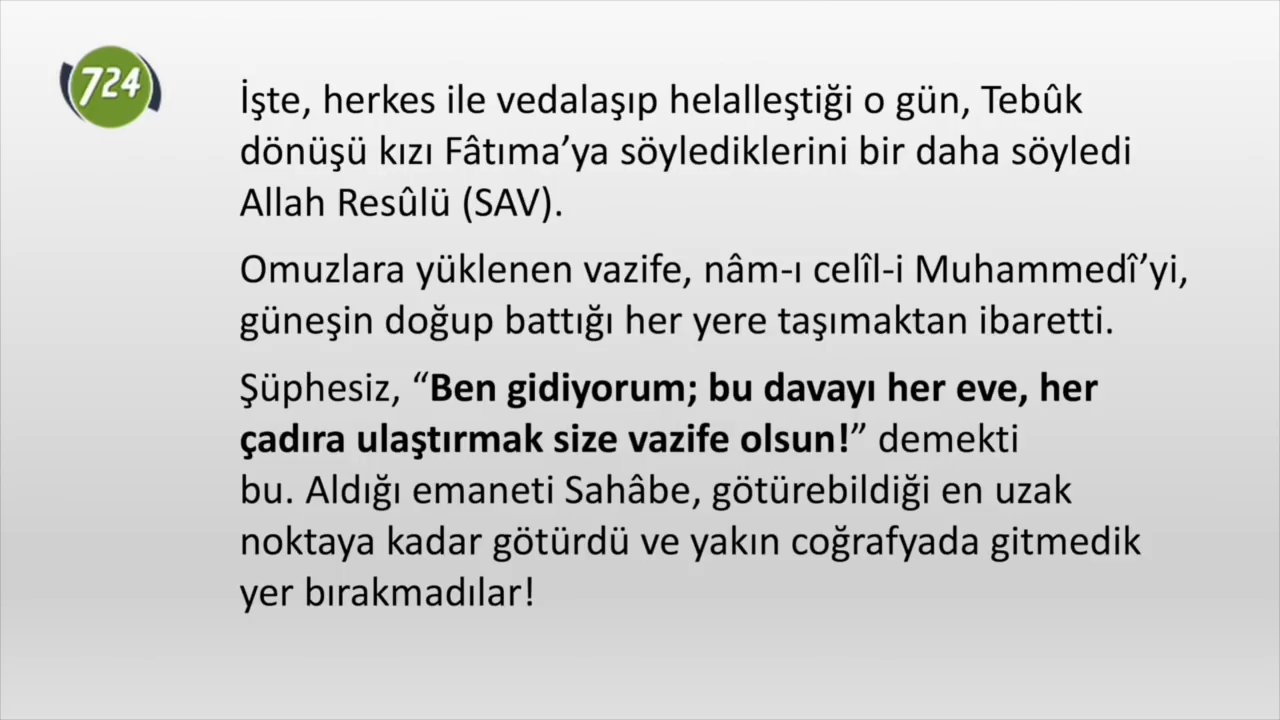 724
İşte, herkes ile vedalaşıp helalleştiği o gün, Tebûk
dönüşü kızı Fâtıma’ya söylediklerini bir daha söyledi
Allah Resûlü (SAV).
Omuzlara yüklenen vazife, nâm-ı celîl-i Muhammedî’yi,
güneşin doğup battığı her yere taşımaktan ibaretti.
Şüphesiz, “Ben gidiyorum; bu davayı her eve, her
çadıra ulaştırmak size vazife olsun!” demekti
bu. Aldığı emaneti Sahâbe, götürebildiği en uzak
noktaya kadar götürdü ve yakın coğrafyada gitmedik
yer bırakmadılar!